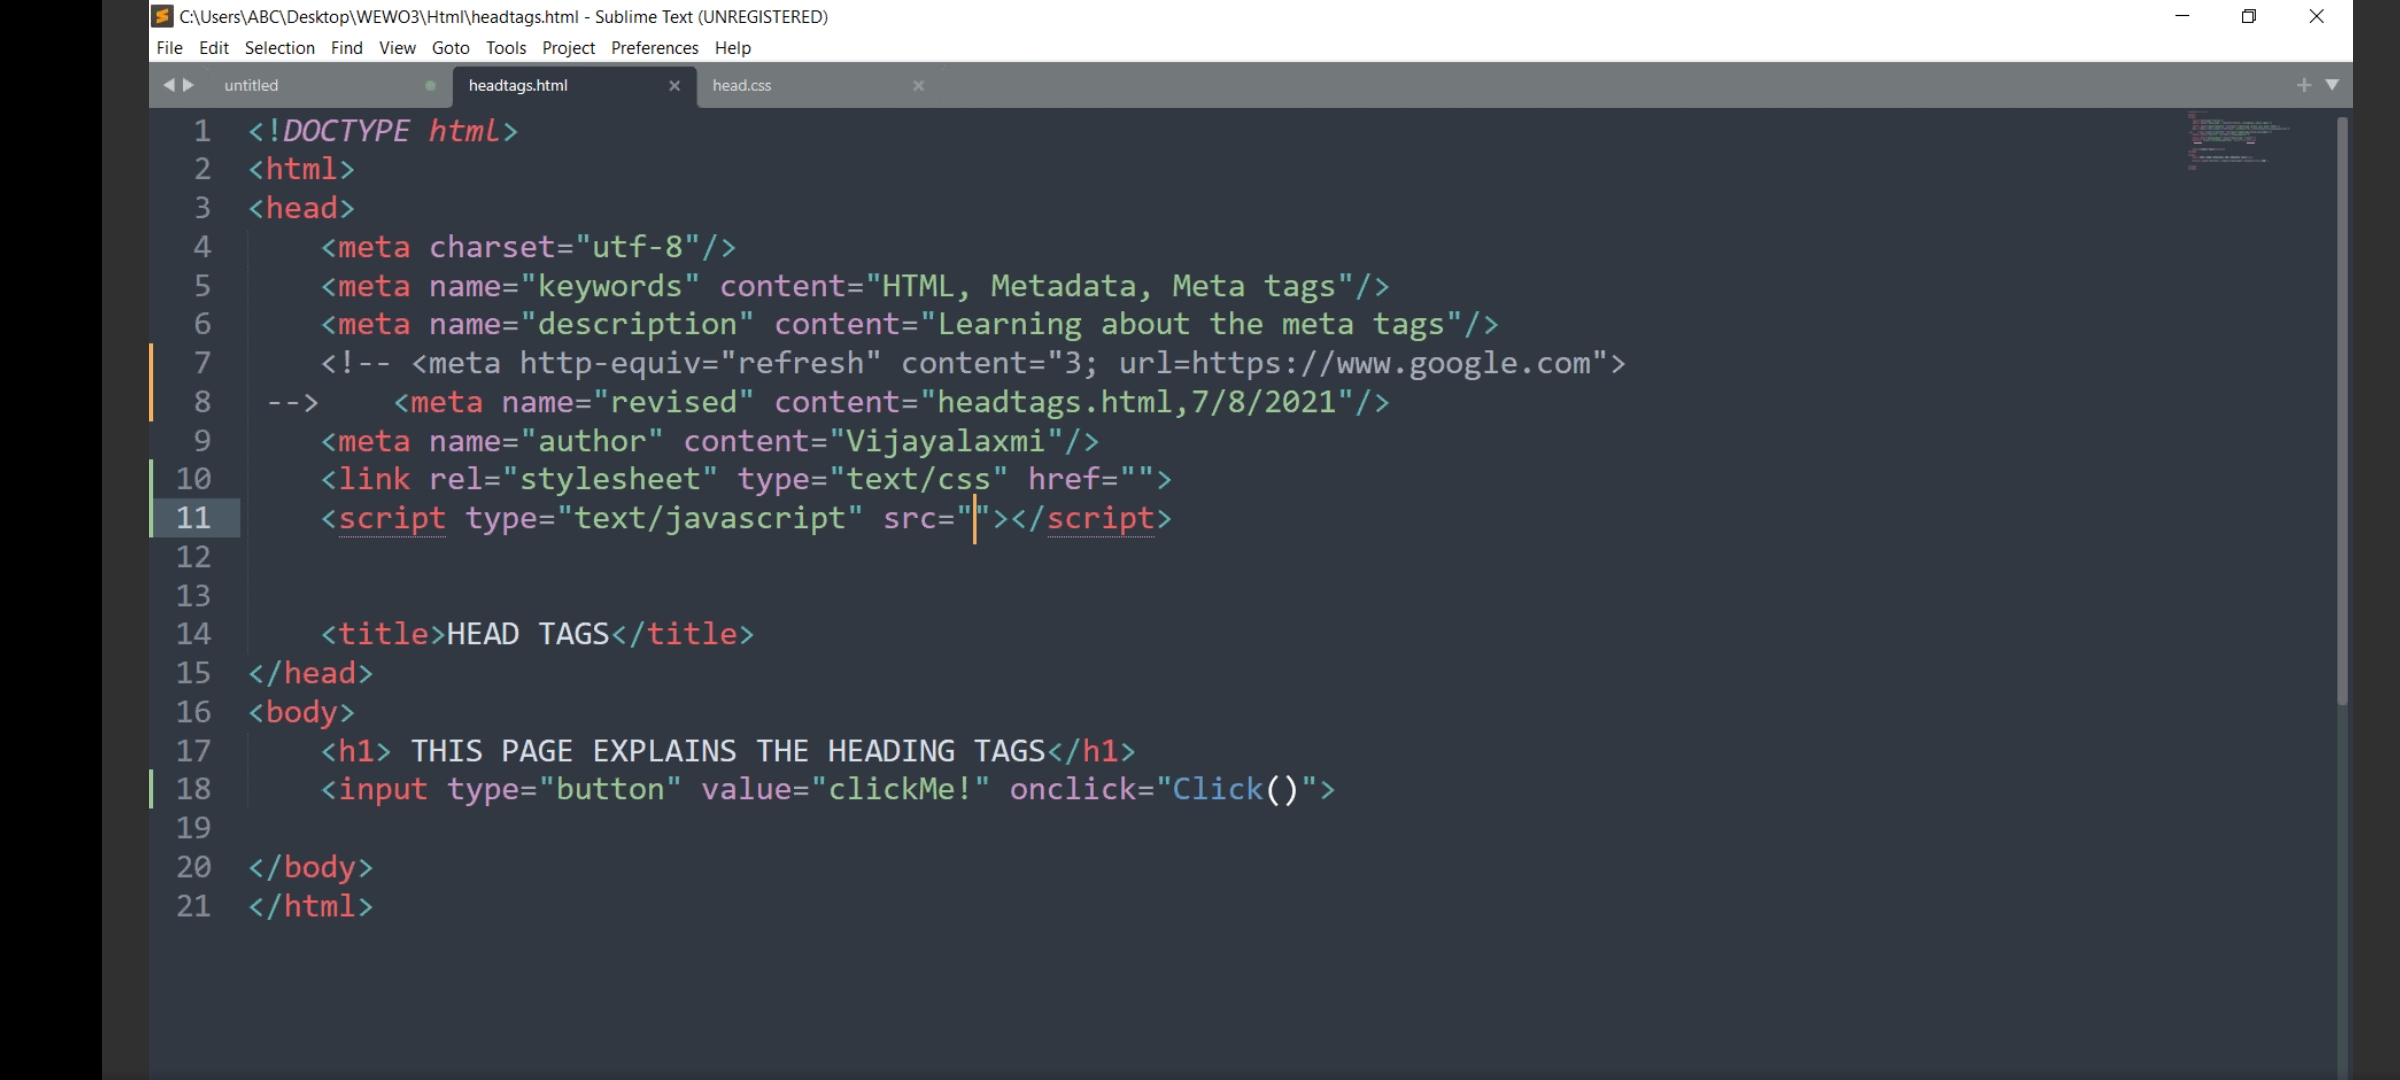 C:\Users\ABC\Desktop\WEWO3\Html\headtags.html - Sublime Text (UNREGISTERED)
File Edit Selection Find View Goto Tools Project Preferences Help
untitled headtags.html head.css
1 <!DOCTYPE html>
2 <html>
3 <head>
4     <meta charset="utf-8"/>
5     <meta name="keywords" content="HTML, Metadata, Meta tags"/>
6     <meta name="description" content="Learning about the meta tags"/>
7     <!-- <meta http-equiv="refresh" content="3; url=https://www.google.com">
8  -->    <meta name="revised" content="headtags.html,7/8/2021"/>
9     <meta name="author" content="Vijayalaxmi"/>
10     <link rel="stylesheet" type="text/css" href="">
11     <script type="text/javascript" src=""></script>
12
13
14     <title>HEAD TAGS</title>
15 </head>
16 <body>
17     <h1> THIS PAGE EXPLAINS THE HEADING TAGS</h1>
18     <input type="button" value="clickMe!" onclick="Click()">
19
20 </body>
21 </html>